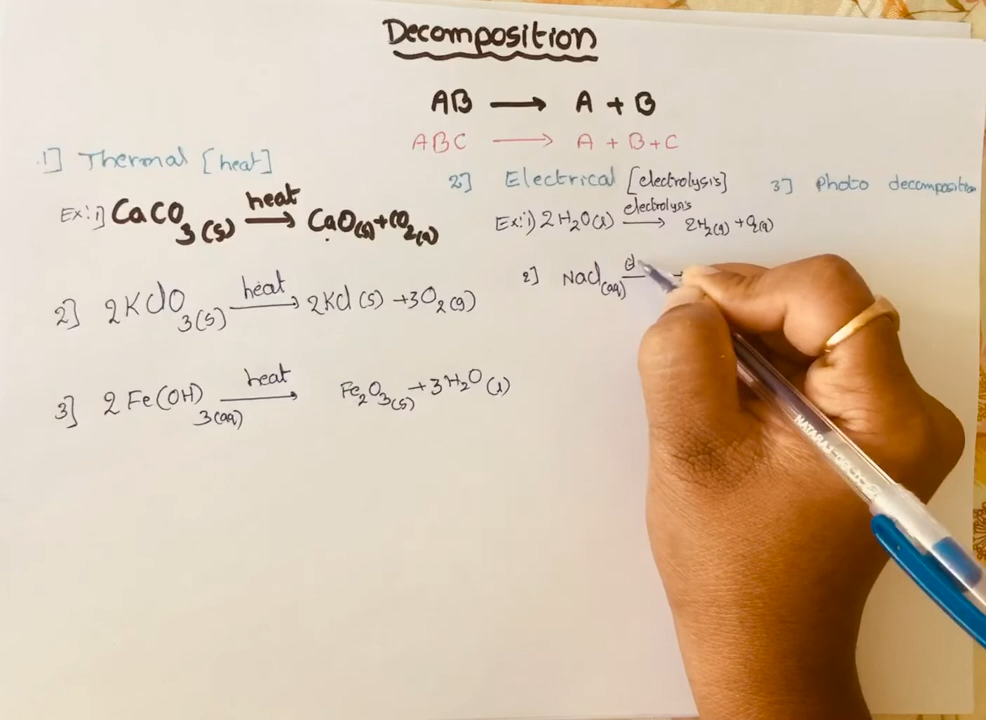 Decomposition
AB → A + B
ABC → A + B + C
1] Thermal [heat]
Ex: 1) CaCO3(s) heat → CaO(s) + CO2(g)
2] 2KClO3(s) heat → 2KCl(s) + 3O2(g)
3] 2Fe(OH)3(aq) heat → Fe2O3(s) + 3H2O(l)
2] Electrical [electrolysis]
Ex: 1) 2H2O(l) electrolysis → 2H2(g) + O2(g)
2] NaCl(aq)
3] Photo decomposition